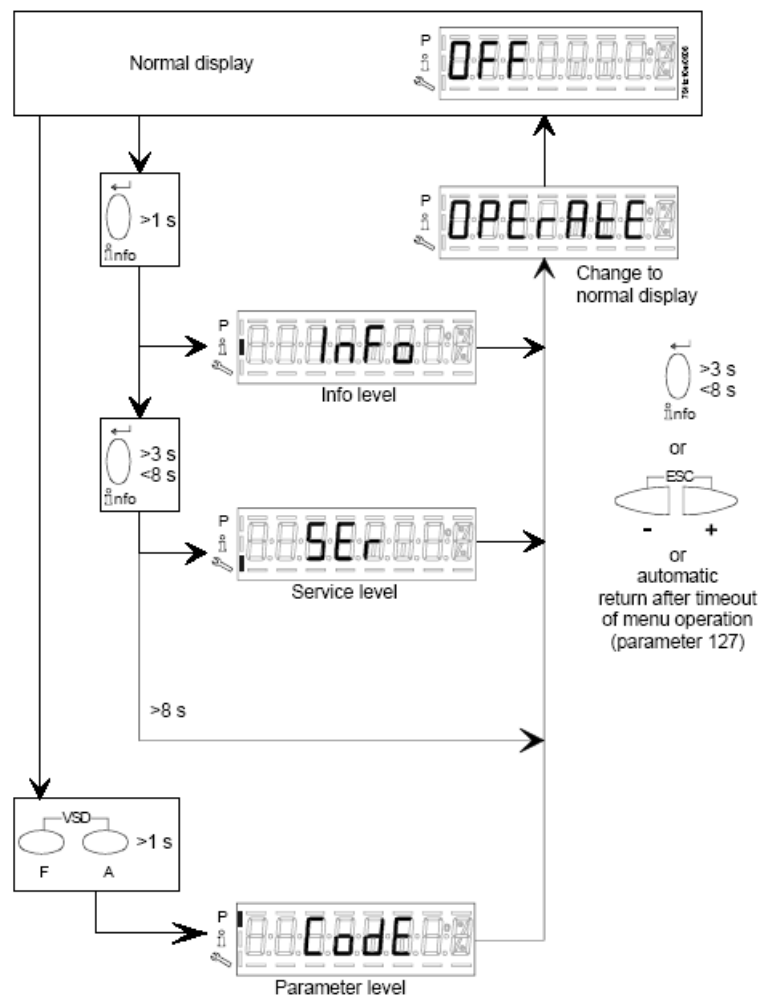 Normal display
P
OFF
P
OPErAtE
Change to
normal display
>1 s
info
P
InFo
Info level
>3 s
<8 s
info
>3 s
<8 s
info
or
ESC
- +
or
automatic
return after timeout
of menu operation
(parameter 127)
P
SEr
Service level
>8 s
VSD
>1 s
F A
P
CodE
Parameter level